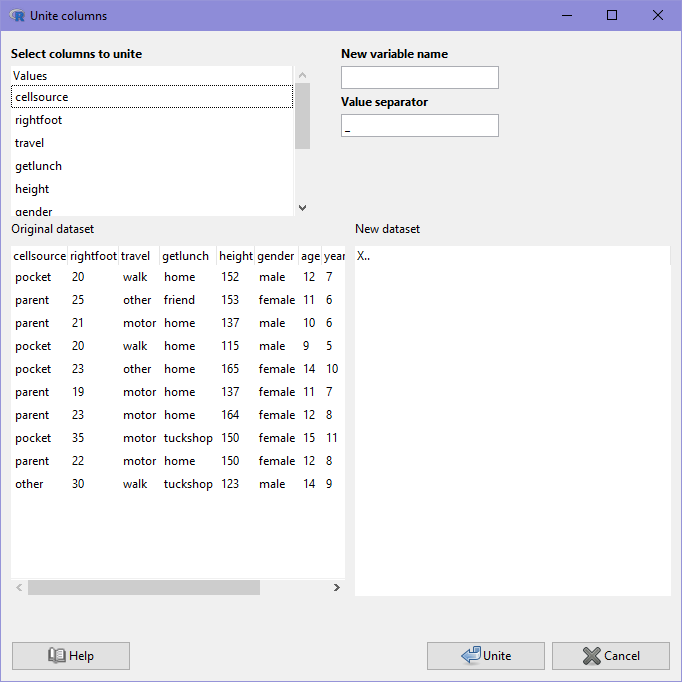 Unite columns
Select columns to unite
Values
cellsource
rightfoot
travel
getlunch
height
gender
New variable name
Value separator
_
Original dataset
cellsource rightfoot travel getlunch height gender age year
pocket 20 walk home 152 male 12 7
parent 25 other friend 153 female 11 6
parent 21 motor home 137 male 10 6
pocket 20 walk home 115 male 9 5
pocket 23 other home 165 female 14 10
parent 19 motor home 137 female 11 7
parent 23 motor home 164 female 12 8
pocket 35 motor tuckshop 150 female 15 11
parent 22 motor home 150 female 12 8
other 30 walk tuckshop 123 male 14 9
New dataset
X..
Help
Unite
Cancel